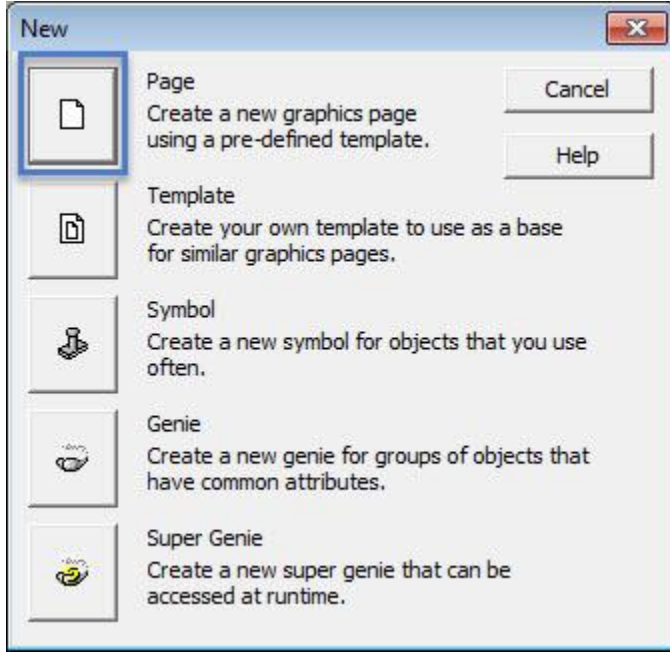 New
Page
Create a new graphics page
using a pre-defined template.
Cancel
Help
Template
Create your own template to use as a base
for similar graphics pages.
Symbol
Create a new symbol for objects that you use
often.
Genie
Create a new genie for groups of objects that
have common attributes.
Super Genie
Create a new super genie that can be
accessed at runtime.